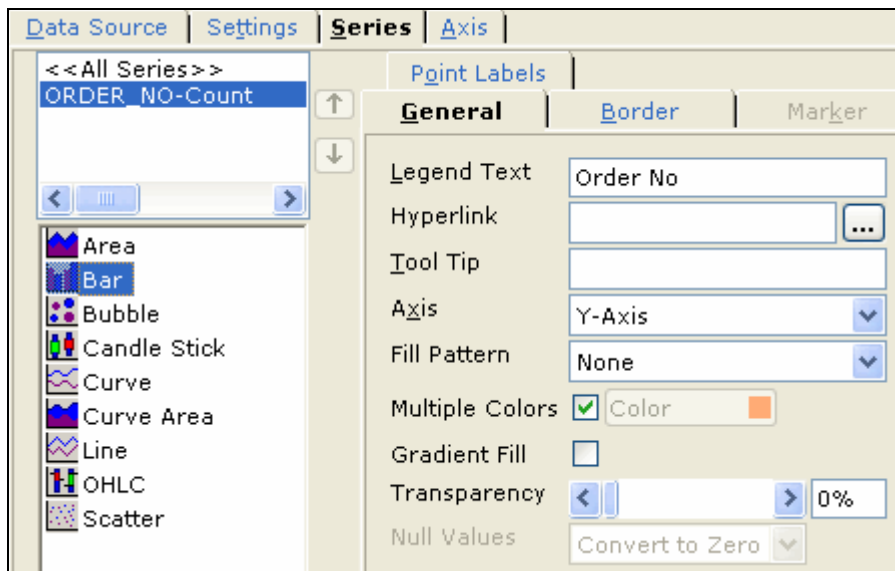 Data Source Settings Series Axis
<<All Series>>
ORDER_NO-Count
Area
Bar
Bubble
Candle Stick
Curve
Curve Area
Line
OHLC
Scatter
Point Labels
General Border Marker
Legend Text Order No
Hyperlink ...
Tool Tip
Axis Y-Axis
Fill Pattern None
Multiple Colors Color
Gradient Fill
Transparency 0%
Null Values Convert to Zero